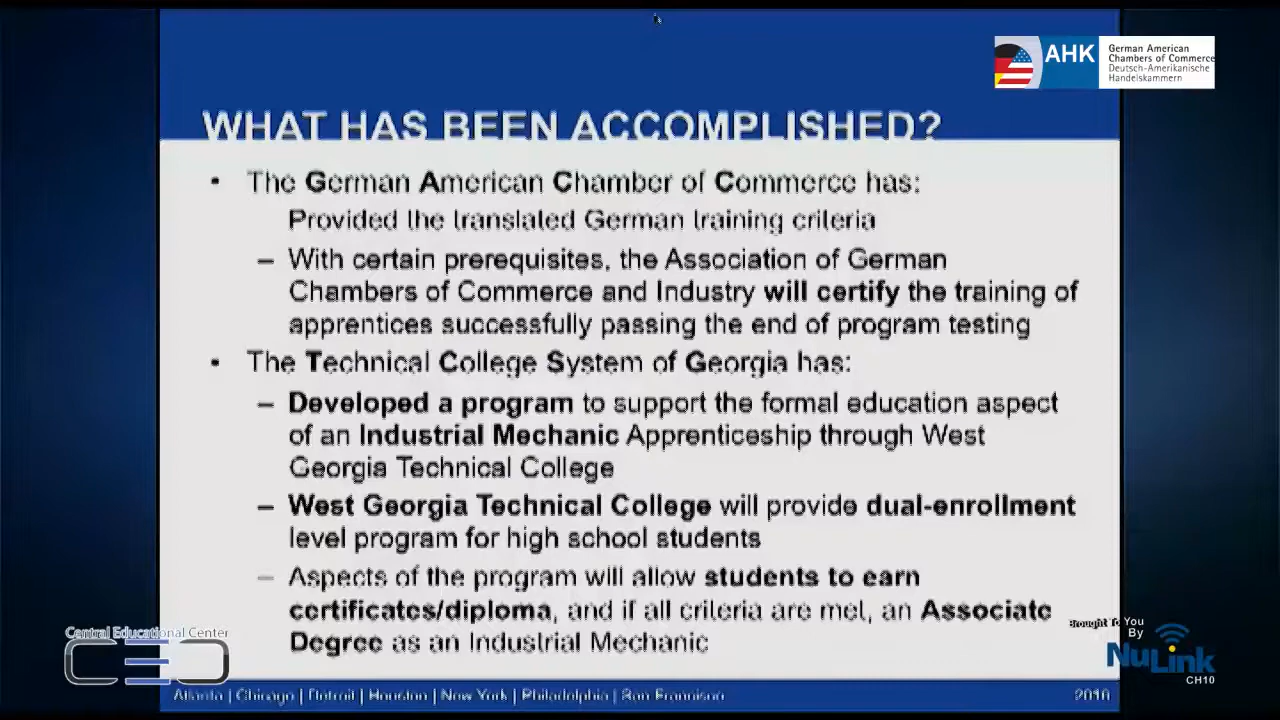 AHK
German American
Chambers of Commerce
Deutsch-Amerikanische
Handelskammern
WHAT HAS BEEN ACCOMPLISHED?
• The German American Chamber of Commerce has:
Provided the translated German training criteria
– With certain prerequisites, the Association of German
Chambers of Commerce and Industry will certify the training of
apprentices successfully passing the end of program testing
• The Technical College System of Georgia has:
– Developed a program to support the formal education aspect
of an Industrial Mechanic Apprenticeship through West
Georgia Technical College
– West Georgia Technical College will provide dual-enrollment
level program for high school students
– Aspects of the program will allow students to earn
certificates/diploma, and if all criteria are met, an Associate
Degree as an Industrial Mechanic
Central Educational Center
CEC
Brought To You
By
NuLink
CH10
Atlanta | Chicago | Detroit | Houston | New York | Philadelphia | San Francisco